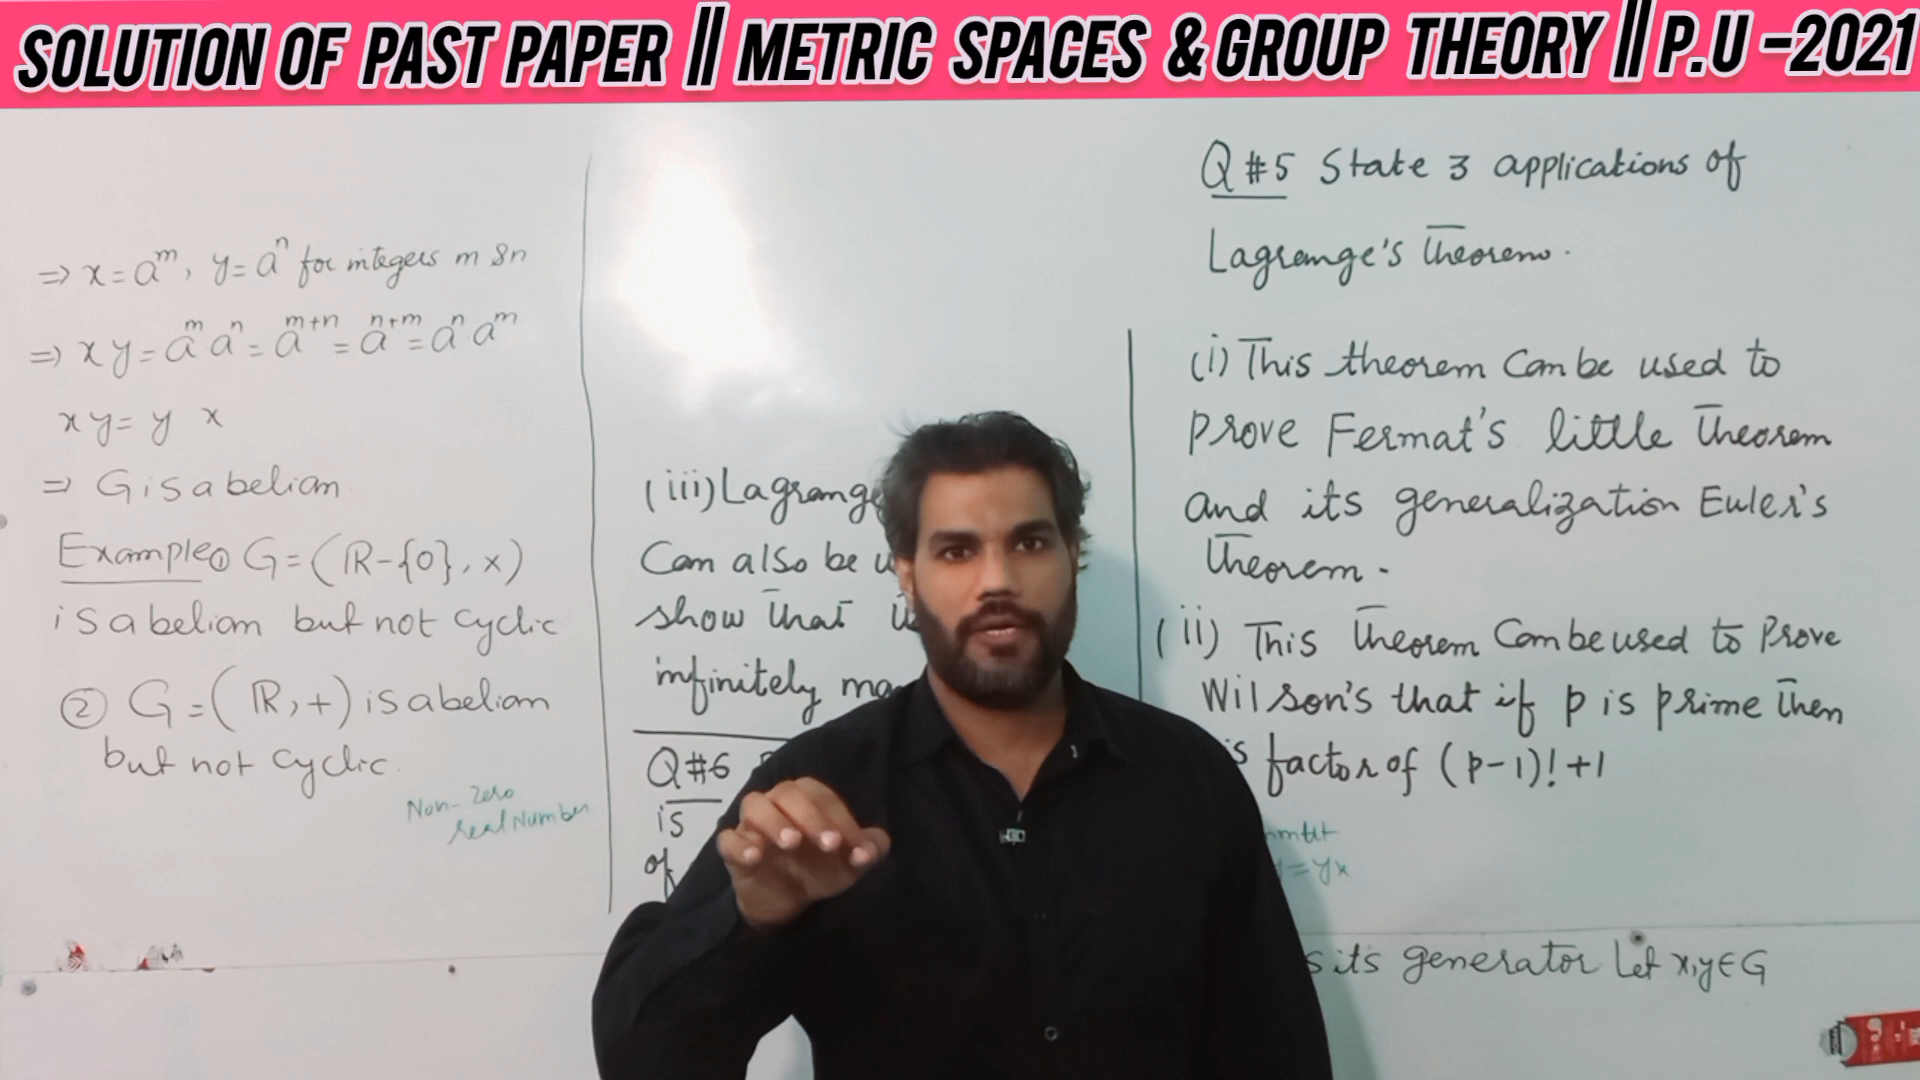 SOLUTION OF PAST PAPER || METRIC SPACES & GROUP THEORY || P.U -2021
⇒ x = a^m, y = a^n for integers m & n
⇒ xy = a^m a^n = a^{m+n} = a^{n+m} = a^n a^m
xy = y x
⇒ G is abelian
Example ① G = (R-{0}, x)
is abelian but not cyclic
② G = (R, +) is abelian
but not cyclic.
Non-zero
real Number
(iii) Lagrange
Can also be
show that
infinitely
Q#6
is
of
Q #5 State 3 applications of
Lagrange's Theorem.
(i) This theorem Can be used to
prove Fermat's little Theorem
and its generalization Euler's
Theorem.
(ii) This Theorem Can be used to Prove
Wilson's that if p is prime then
is factor of (p-1)!+1
= yx
its generator Let x,y ∈ G